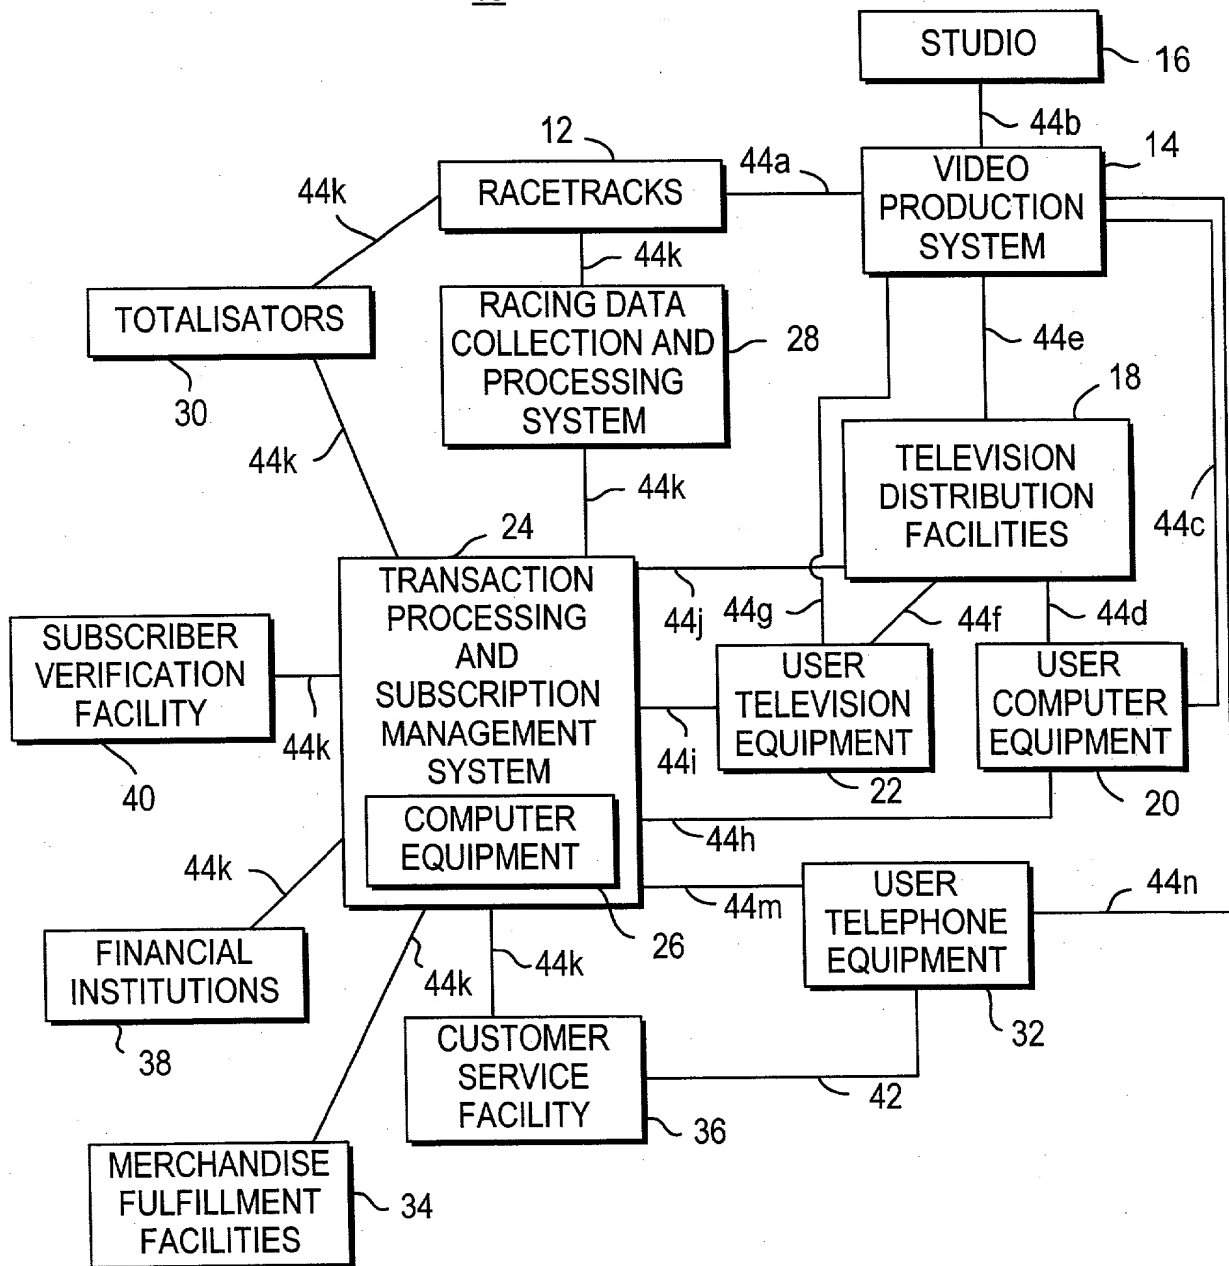 STUDIO
16
44b
12
RACETRACKS
44a
VIDEO
PRODUCTION
SYSTEM
14
44k
44k
TOTALISATORS
30
RACING DATA
COLLECTION AND
PROCESSING
SYSTEM
28
44e
18
44k
44k
TELEVISION
DISTRIBUTION
FACILITIES
44c
24
TRANSACTION
PROCESSING
AND
SUBSCRIPTION
MANAGEMENT
SYSTEM
44j
44g
44f
44d
SUBSCRIBER
VERIFICATION
FACILITY
40
44k
44i
USER
TELEVISION
EQUIPMENT
22
USER
COMPUTER
EQUIPMENT
20
COMPUTER
EQUIPMENT
26
44h
44m
44k
FINANCIAL
INSTITUTIONS
38
44k
44k
USER
TELEPHONE
EQUIPMENT
32
44n
CUSTOMER
SERVICE
FACILITY
36
42
MERCHANDISE
FULFILLMENT
FACILITIES
34